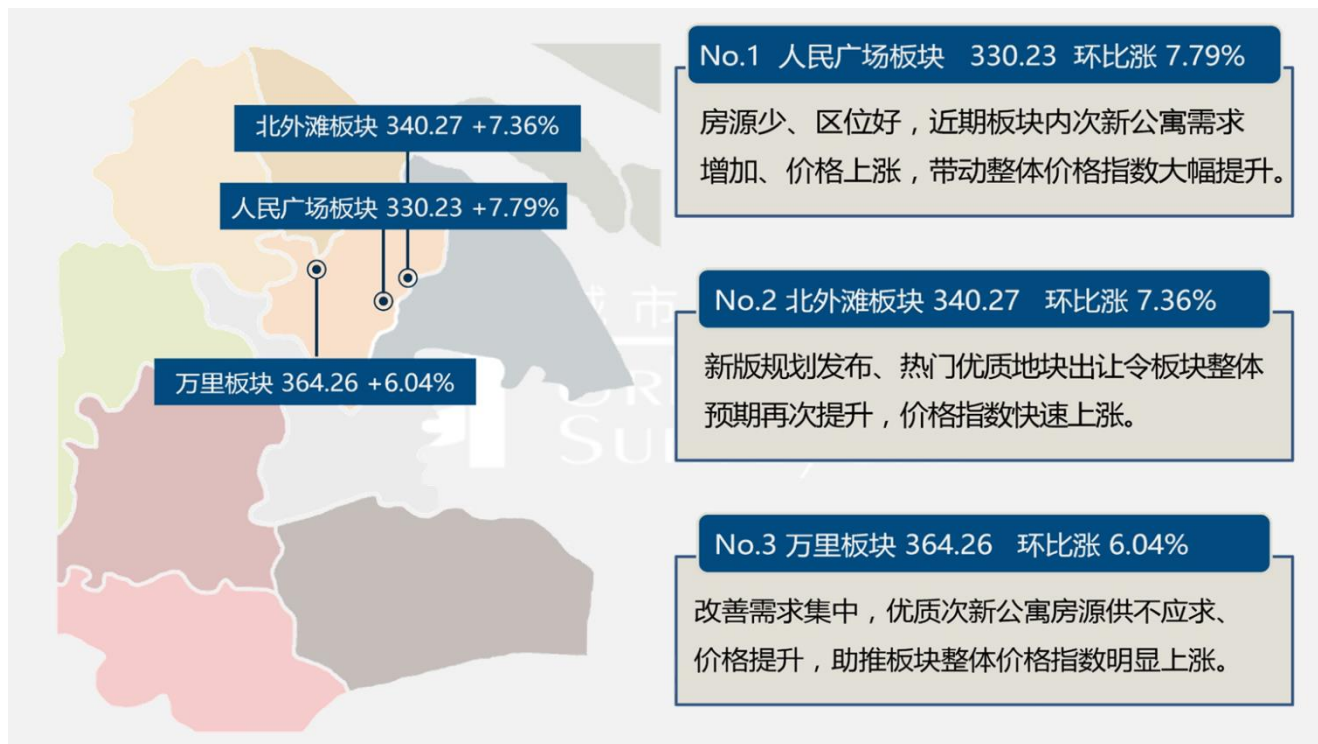 北外滩板块 340.27 +7.36%
人民广场板块 330.23 +7.79%
万里板块 364.26 +6.04%
No.1 人民广场板块 330.23 环比涨 7.79%
房源少、区位好，近期板块内次新公寓需求
增加、价格上涨，带动整体价格指数大幅提升。
No.2 北外滩板块 340.27 环比涨 7.36%
新版规划发布、热门优质地块出让令板块整体
预期再次提升，价格指数快速上涨。
No.3 万里板块 364.26 环比涨 6.04%
改善需求集中，优质次新公寓房源供不应求、
价格提升，助推板块整体价格指数明显上涨。